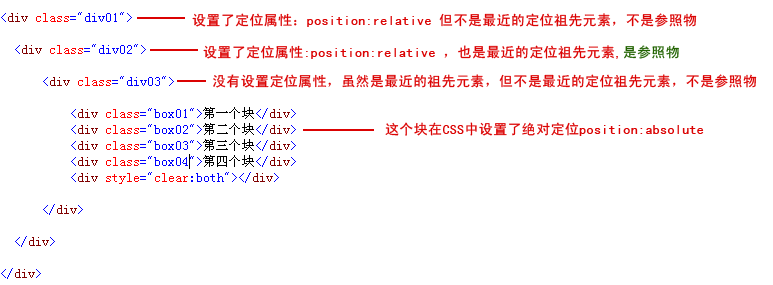 <div class="div01"> 设置了定位属性：position:relative 但不是最近的定位祖先元素，不是参照物
<div class="div02"> 设置了定位属性:position:relative ，也是最近的定位祖先元素,是参照物
<div class="div03"> 没有设置定位属性，虽然是最近的祖先元素，但不是最近的定位祖先元素，不是参照物
<div class="box01">第一个块</div>
<div class="box02">第二个块</div> 这个块在CSS中设置了绝对定位position:absolute
<div class="box03">第三个块</div>
<div class="box04">第四个块</div>
<div style="clear:both"></div>
</div>
</div>
</div>